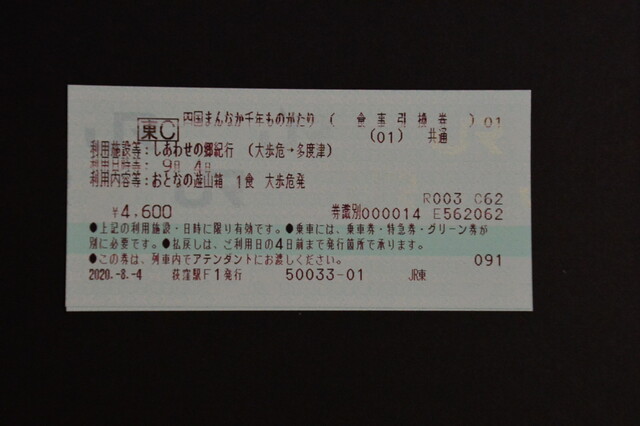 東C 四国まんなか千年ものがたり ( 食事引換券 ) 01
(01) 共通
利用施設等:しあわせの郷紀行 (大歩危→多度津)
利用日時等: 9月 4日
利用内容等:おとなの遊山箱 1食 大歩危発
R003 C62
¥4,600 券鑑別000014 E562062
●上記の利用施設・日時に限り有効です。●乗車には、乗車券・特急券・グリーン券が
別に必要です。●払戻しは、ご利用日の4日前まで発行箇所で承ります。
●この券は、列車内でアテンダントにお渡しください。 091
2020.-8.-4 荻窪駅F1発行 50033-01 JR東